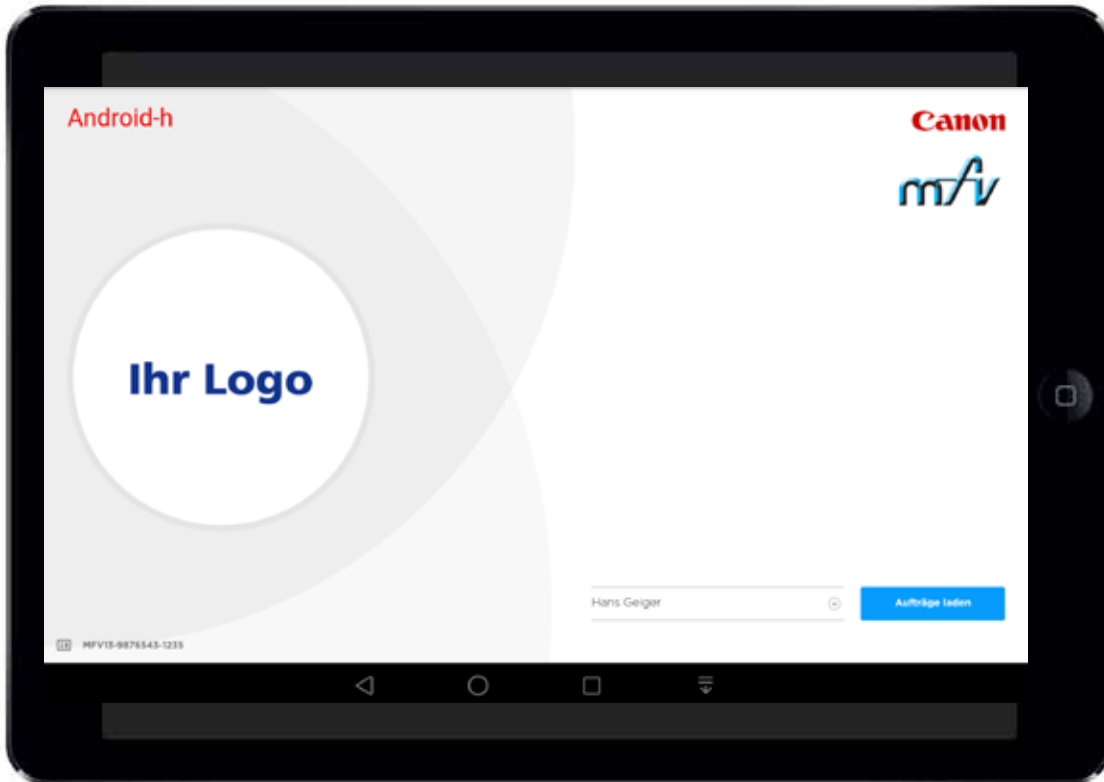 Android-h
Canon
mfv
Ihr Logo
Hans Geiger
Aufträge laden
MFV13-9876543-1235